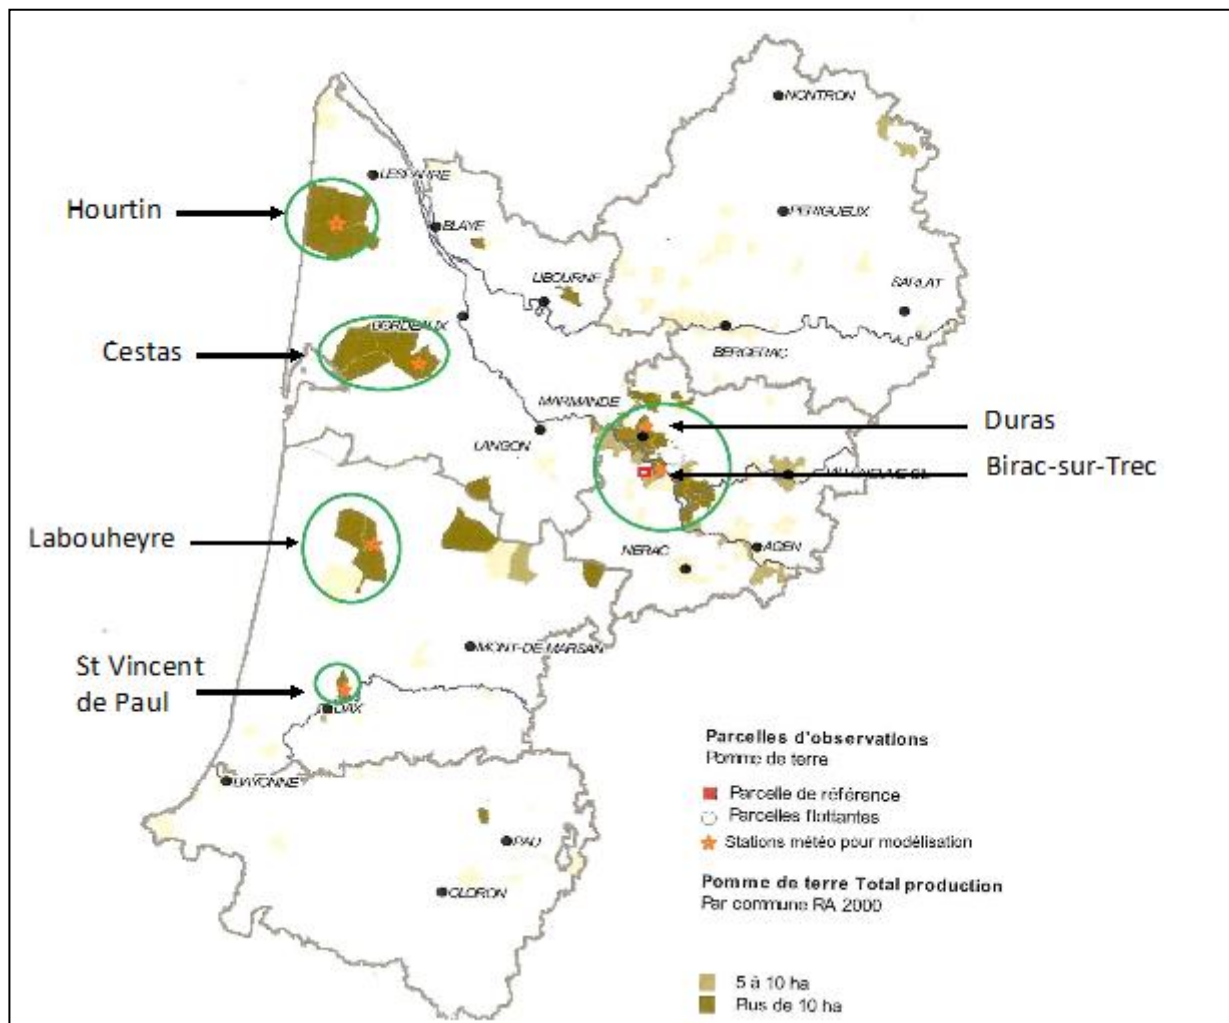 NONTRON
LESPARRE
Hourtin
PERIGUEUX
BLAYE
LIBOURNE
SARLAT
BORDEAUX
Cestas
BERGERAC
MARMANDE
Duras
LANGON
Birac-sur-Trec
Labouheyre
NERAC
AGEN
MONT-DE-MARSAN
St Vincent
de Paul
DAX
Parcelles d'observations
Pomme de terre
BAYONNE
Parcelle de référence
Parcelles flottantes
PAU
Stations météo pour modélisation
Pomme de terre Total production
OLORON
Par commune RA 2000
5 à 10 ha
Plus de 10 ha